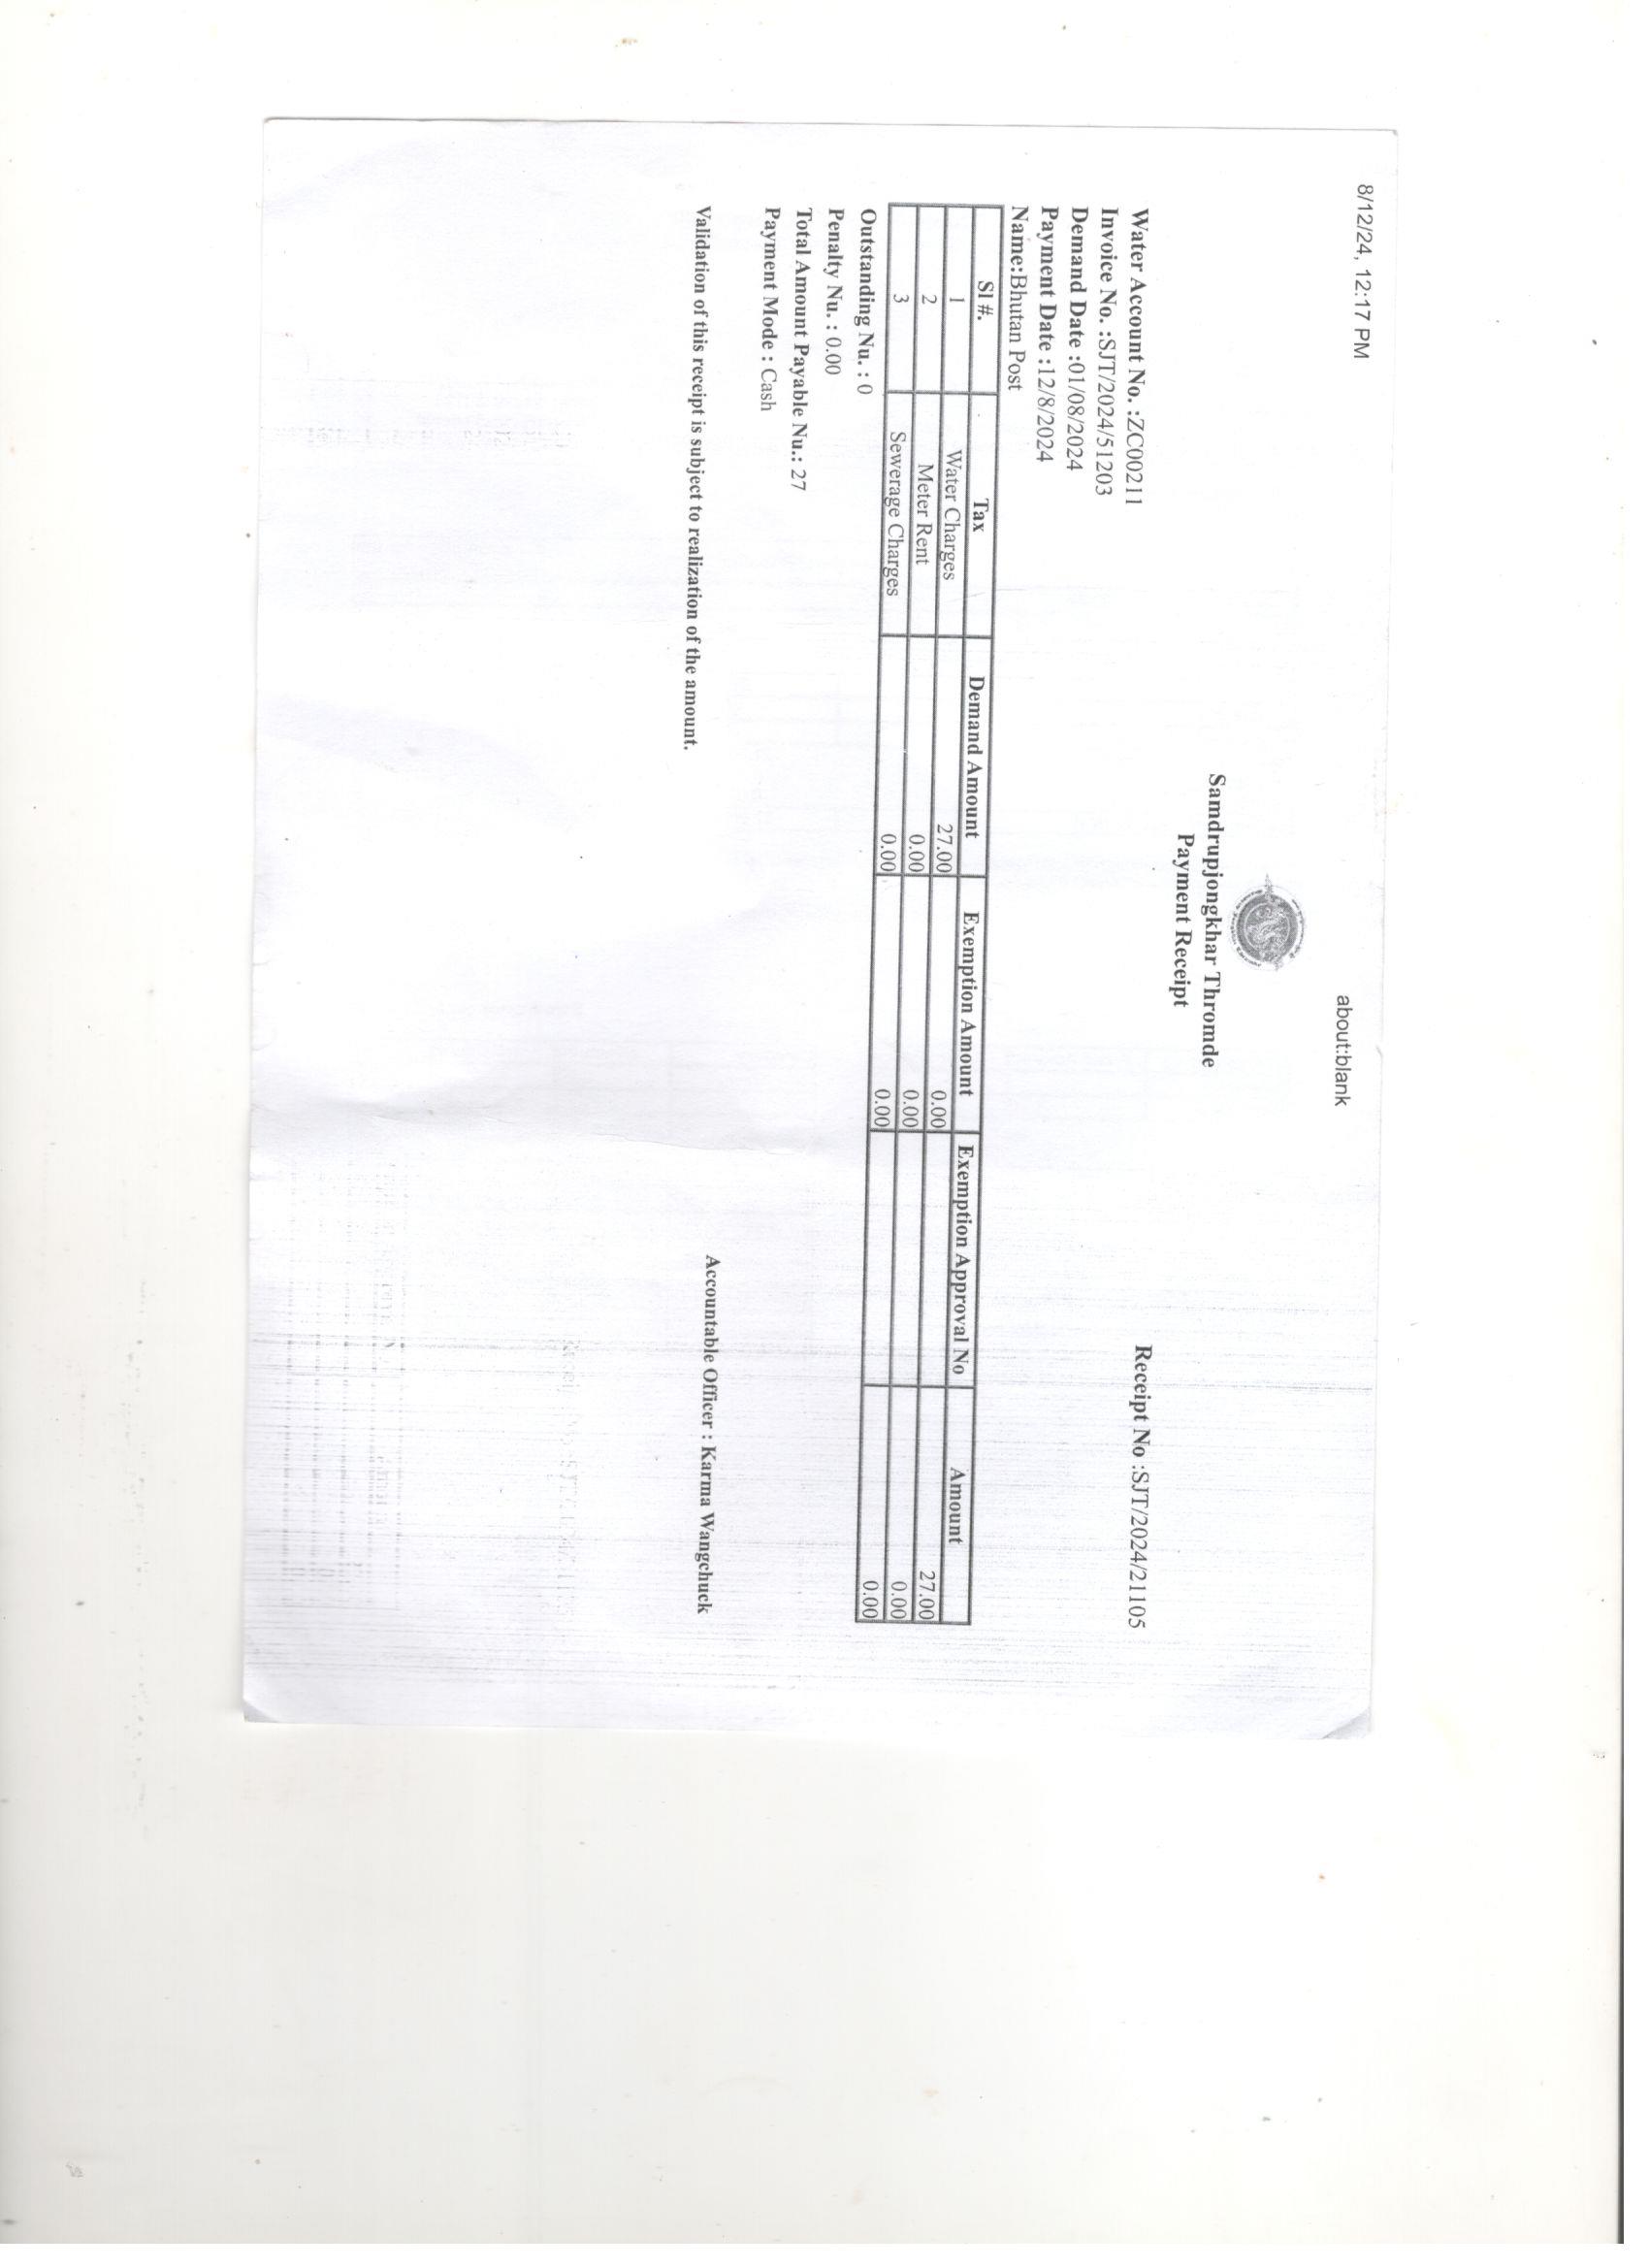 8/12/24, 12:17 PM about:blank
Samdrupjongkhar Thromde
Payment Receipt
Water Account No. :ZC00211 Receipt No :SJT/2024/21105
Invoice No. :SJT/2024/51203
Demand Date :01/08/2024
Payment Date :12/8/2024
Name:Bhutan Post
Sl #. Tax Demand Amount Exemption Amount Exemption Approval No Amount
1 Water Charges 27.00 0.00 27.00
2 Meter Rent 0.00 0.00 0.00
3 Sewerage Charges 0.00 0.00 0.00
Outstanding Nu. : 0
Penalty Nu. : 0.00
Total Amount Payable Nu.: 27
Payment Mode : Cash
Validation of this receipt is subject to realization of the amount. Accountable Officer : Karma Wangchuck